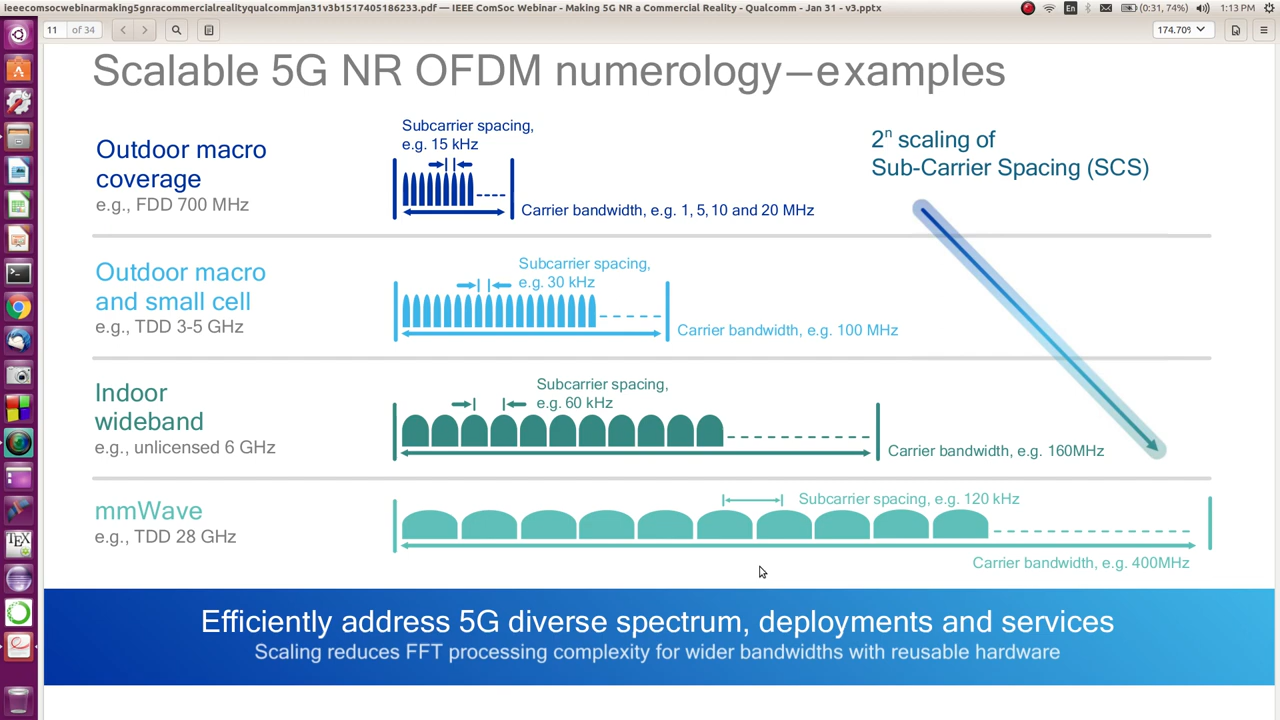 ieeecomsocwebinarmaking5gnracommercialrealityqualcommjan31v3b1517405186233.pdf — IEEE ComSoc Webinar - Making 5G NR a Commercial Reality - Qualcomm - Jan 31 - v3.pptx
En
(0:31, 74%)
1:13 PM
11 of 34
174.70%
Scalable 5G NR OFDM numerology—examples
Outdoor macro
coverage
e.g., FDD 700 MHz
Subcarrier spacing,
e.g. 15 kHz
Carrier bandwidth, e.g. 1, 5, 10 and 20 MHz
2ⁿ scaling of
Sub-Carrier Spacing (SCS)
Outdoor macro
and small cell
e.g., TDD 3-5 GHz
Subcarrier spacing,
e.g. 30 kHz
Carrier bandwidth, e.g. 100 MHz
Indoor
wideband
e.g., unlicensed 6 GHz
Subcarrier spacing,
e.g. 60 kHz
Carrier bandwidth, e.g. 160MHz
mmWave
e.g., TDD 28 GHz
Subcarrier spacing, e.g. 120 kHz
Carrier bandwidth, e.g. 400MHz
TEX
Efficiently address 5G diverse spectrum, deployments and services
Scaling reduces FFT processing complexity for wider bandwidths with reusable hardware